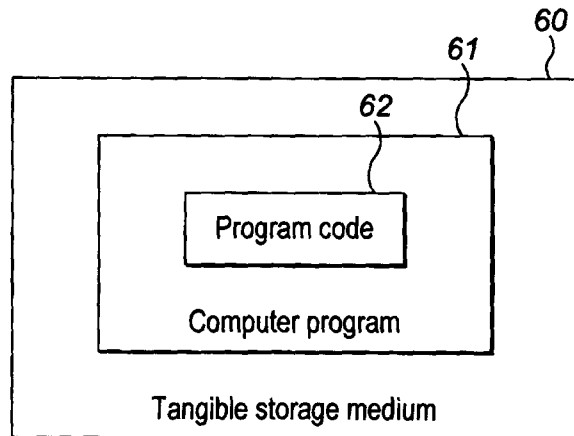 60
61
62
Program code
Computer program
Tangible storage medium